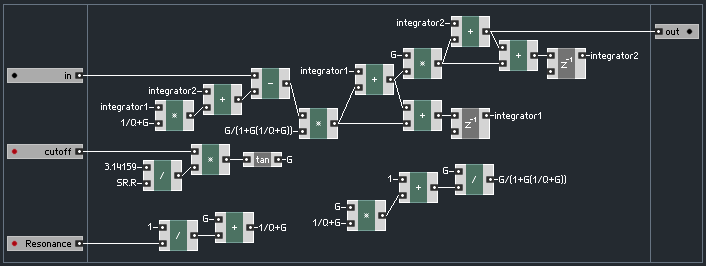 integrator2
out
G
integrator1
integrator2
in
integrator2
integrator1
1/Q+G
G/(1+G(1/Q+G))
integrator1
cutoff
3.14159
SR.R
tan
G
1
G
G/(1+G(1/Q+G))
G
1/Q+G
1
G
1/Q+G
Resonance
+
*
+
z⁻¹
-
+
+
*
*
+
z⁻¹
*
/
+
/
*
/
+